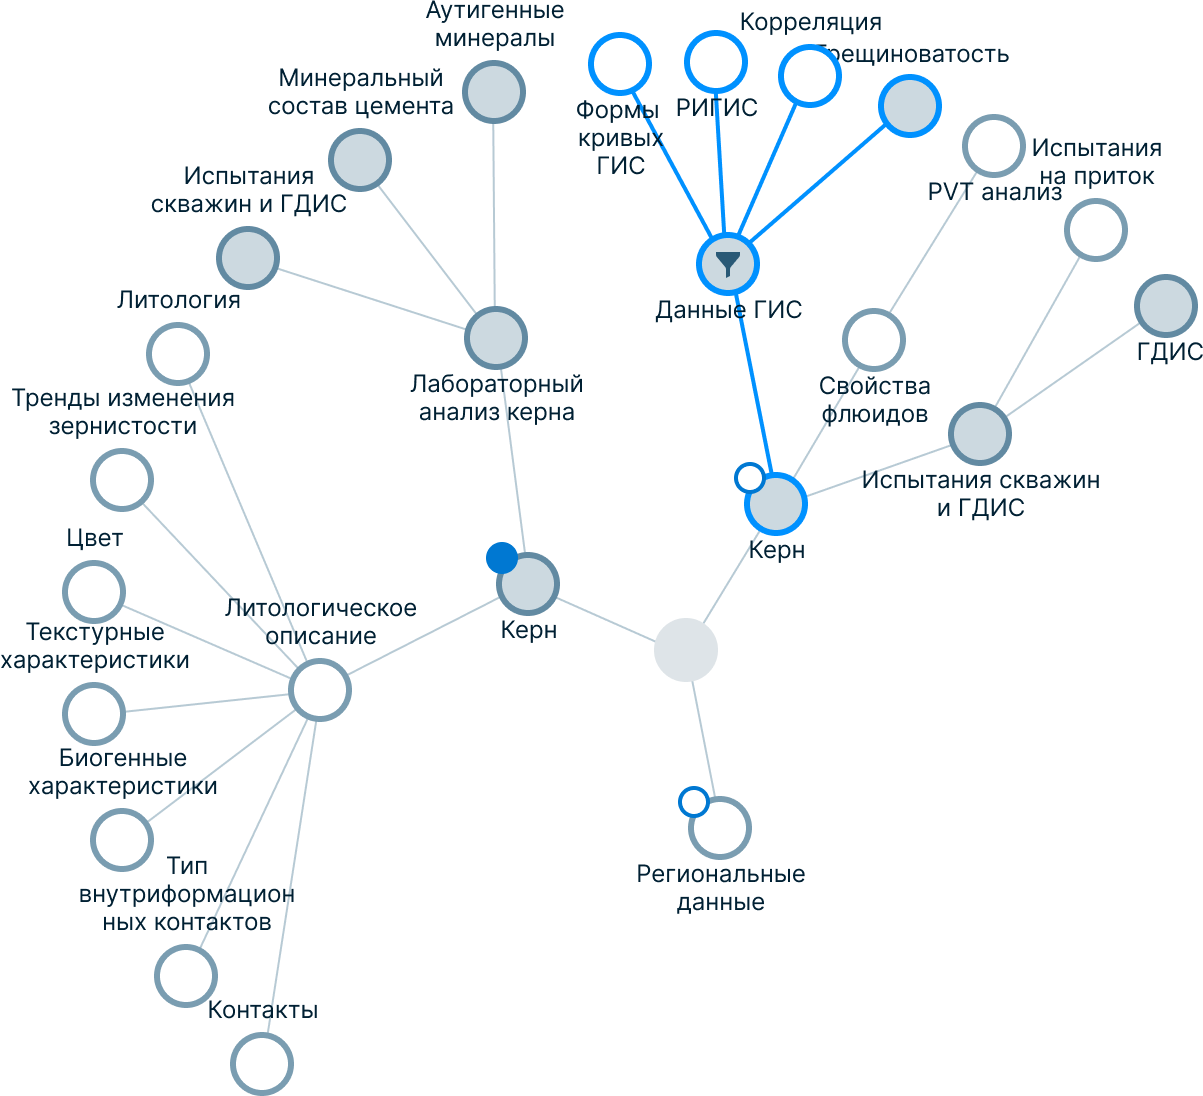 Аутигенные
минералы
Корреляция
Трещиноватость
Минеральный
состав цемента
Формы
кривых
ГИС
РИГИС
Испытания
на приток
PVT анализ
Испытания
скважин и ГДИС
Литология
Данные ГИС
ГДИС
Лабораторный
анализ керна
Свойства
флюидов
Тренды изменения
зернистости
Испытания скважин
и ГДИС
Цвет
Керн
Литологическое
описание
Керн
Текстурные
характеристики
Биогенные
характеристики
Тип
внутриформацион
ных контактов
Региональные
данные
Контакты